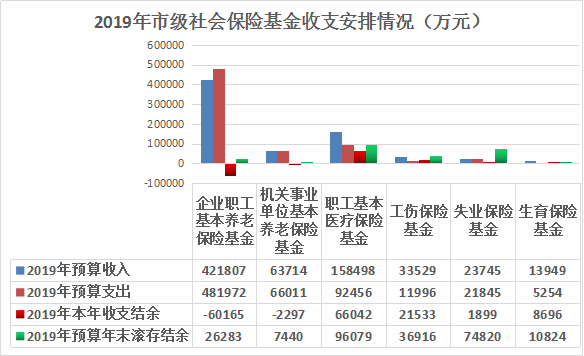 2019年市级社会保险基金收支安排情况（万元）
600000
500000
400000
300000
200000
100000
0
-100000
企业职工基本养老保险基金 机关事业单位基本养老保险基金 职工基本医疗保险基金 工伤保险基金 失业保险基金 生育保险基金
2019年预算收入 421807 63714 158498 33529 23745 13949
2019年预算支出 481972 66011 92456 11996 21845 5254
2019年本年收支结余 -60165 -2297 66042 21533 1899 8696
2019年预算年末滚存结余 26283 7440 96079 36916 74820 10824